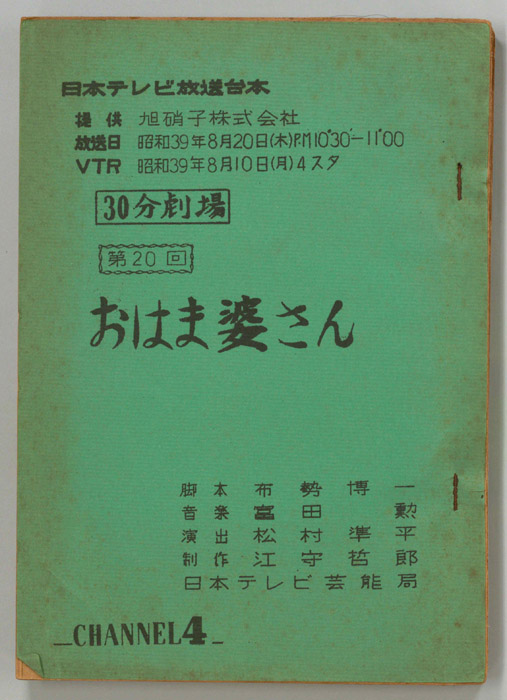 日本テレビ放送台本
提供 旭硝子株式会社
放送日 昭和39年8月20日(木)P.M10°30′—11°00
VTR 昭和39年8月10日(月)4スタ
30分劇場
第20回
おはま婆さん
脚本 布勢博一
音楽 冨田勲
演出 松村準平
制作 江守哲郎
日本テレビ芸能局
CHANNEL4